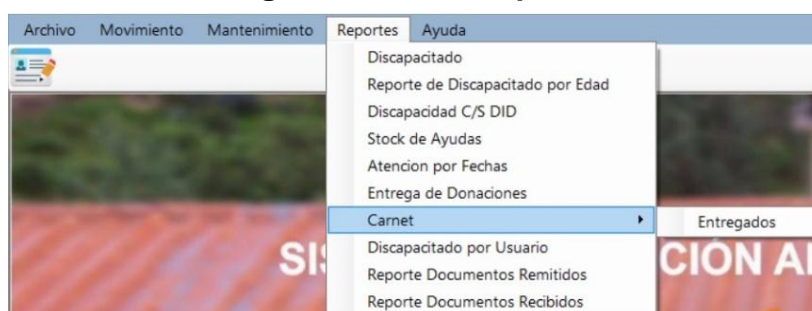 Archivo Movimiento Mantenimiento Reportes Ayuda
Discapacitado
Reporte de Discapacitado por Edad
Discapacidad C/S DID
Stock de Ayudas
Atencion por Fechas
Entrega de Donaciones
Carnet Entregados
Discapacitado por Usuario
Reporte Documentos Remitidos
Reporte Documentos Recibidos